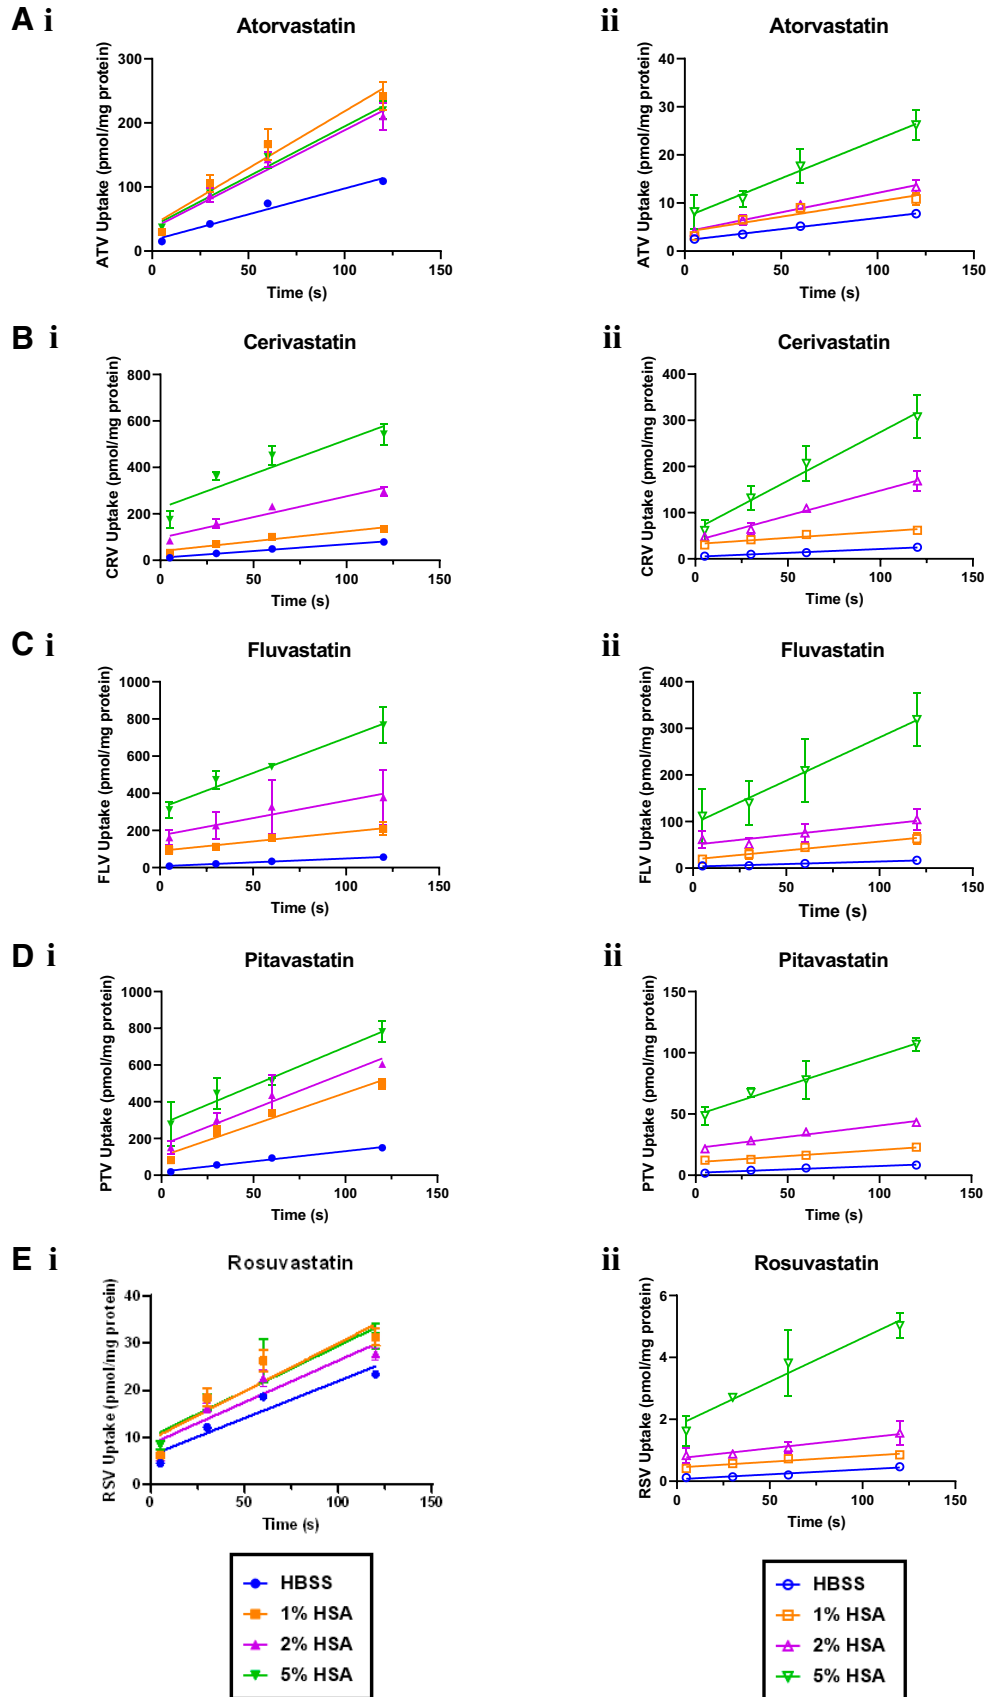 A i
Atorvastatin
ATV Uptake (pmol/mg protein)
300
200
100
0
0 50 100 150
Time (s)
ii
Atorvastatin
ATV Uptake (pmol/mg protein)
40
30
20
10
0
0 50 100 150
Time (s)
B i
Cerivastatin
CRV Uptake (pmol/mg protein)
800
600
400
200
0
0 50 100 150
Time (s)
ii
Cerivastatin
CRV Uptake (pmol/mg protein)
400
300
200
100
0
0 50 100 150
Time (s)
C i
Fluvastatin
FLV Uptake (pmol/mg protein)
1000
800
600
400
200
0
0 50 100 150
Time (s)
ii
Fluvastatin
FLV Uptake (pmol/mg protein)
400
300
200
100
0
0 50 100 150
Time (s)
D i
Pitavastatin
PTV Uptake (pmol/mg protein)
1000
800
600
400
200
0
0 50 100 150
Time (s)
ii
Pitavastatin
PTV Uptake (pmol/mg protein)
150
100
50
0
0 50 100 150
Time (s)
E i
Rosuvastatin
RSV Uptake (pmol/mg protein)
40
30
20
10
0
0 50 100 150
Time (s)
ii
Rosuvastatin
RSV Uptake (pmol/mg protein)
6
4
2
0
0 50 100 150
Time (s)
HBSS
1% HSA
2% HSA
5% HSA
HBSS
1% HSA
2% HSA
5% HSA